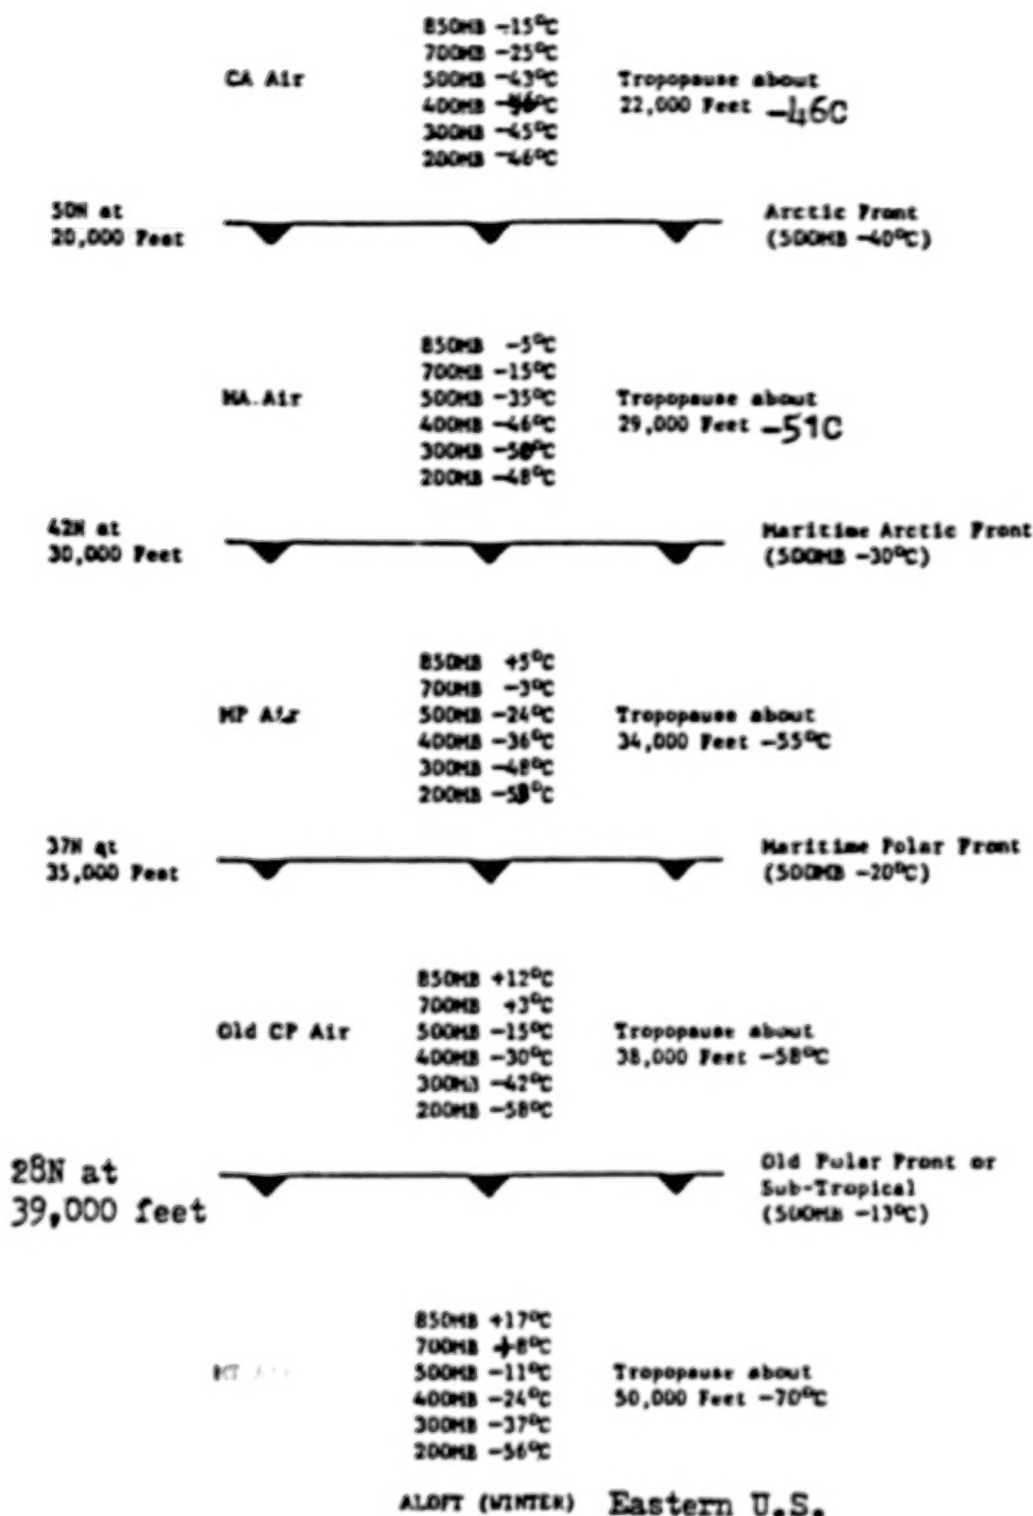 850MB -15°C
700MB -25°C
CA Air 500MB -43°C Tropopause about
400MB 22,000 Feet -46C
300MB -45°C
200MB -46°C
50N at Arctic Front
20,000 Feet (500MB -40°C)
850MB -5°C
700MB -15°C
MA Air 500MB -35°C Tropopause about
400MB -46°C 29,000 Feet -51C
300MB
200MB -48°C
42N at Maritime Arctic Front
30,000 Feet (500MB -30°C)
850MB +5°C
700MB -3°C
MP Air 500MB -24°C Tropopause about
400MB -36°C 34,000 Feet -55°C
300MB -48°C
200MB
37N at Maritime Polar Front
35,000 Feet (500MB -20°C)
850MB +12°C
700MB +3°C
Old CP Air 500MB -15°C Tropopause about
400MB -30°C 38,000 Feet -58°C
300MB -42°C
200MB -58°C
28N at Old Polar Front or
39,000 feet Sub-Tropical
(500MB -13°C)
850MB +17°C
700MB +8°C
MT 500MB -11°C Tropopause about
400MB -24°C 50,000 Feet -70°C
300MB -37°C
200MB -56°C
ALOFT (WINTER) Eastern U.S.